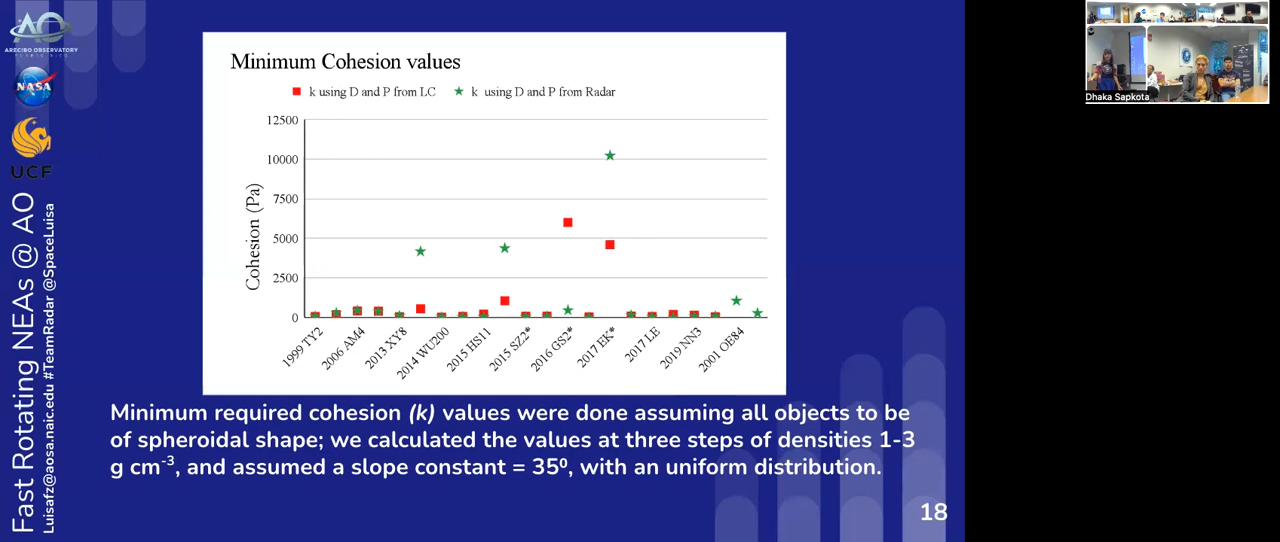 ARECIBO OBSERVATORY
NASA
UCF
Fast Rotating NEAs @ AO
Luisafz@aosa.naic.edu #TeamRadar @SpaceLuisa
Minimum Cohesion values
k using D and P from LC
k using D and P from Radar
Cohesion (Pa)
12500
10000
7500
5000
2500
0
1999 TY2
2006 AM4
2013 XY8
2014 WU200
2015 HS11
2015 SZ2*
2016 GS2*
2017 EK*
2017 LE
2019 NN3
2001 OE84
Minimum required cohesion (k) values were done assuming all objects to be
of spheroidal shape; we calculated the values at three steps of densities 1-3
g cm⁻³, and assumed a slope constant = 35⁰, with an uniform distribution.
18
Dhaka Sapkota